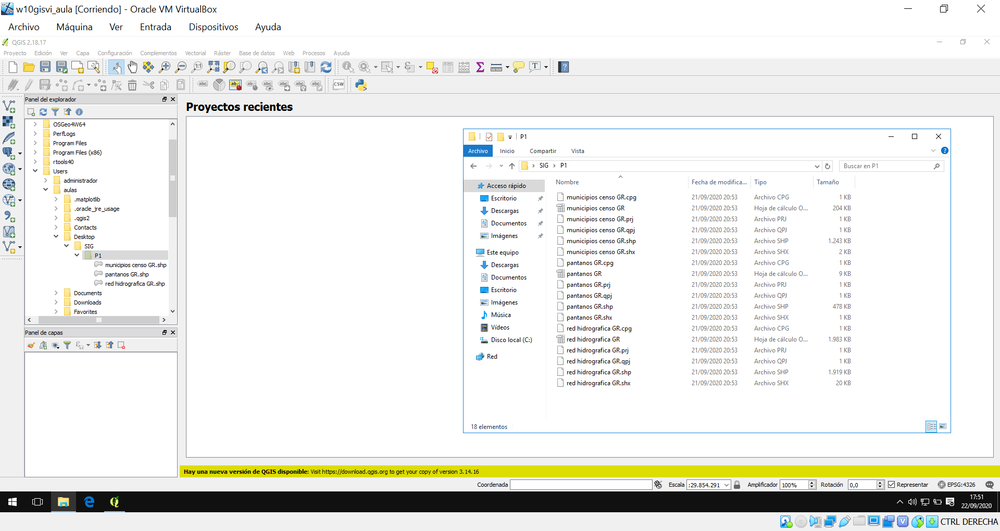 w10gisvi_aula [Corriendo] - Oracle VM VirtualBox
Archivo Máquina Ver Entrada Dispositivos Ayuda
QGIS 2.18.17
Proyecto Edición Ver Capa Configuración Complementos Vectorial Ráster Base de datos Web Procesos Ayuda
Panel del explorador
OSGeo4W64
PerfLogs
Program Files
Program Files (x86)
rtools40
Users
administrador
aulas
.matplotlib
.oracle_jre_usage
.qgis2
Contacts
Desktop
SIG
P1
municipios censo GR.shp
pantanos GR.shp
red hidrografica GR.shp
Documents
Downloads
Favorites
Panel de capas
Proyectos recientes
P1
Archivo Inicio Compartir Vista
SIG P1
Buscar en P1
Acceso rápido
Escritorio
Descargas
Documentos
Imágenes
Este equipo
Descargas
Documentos
Escritorio
Imágenes
Música
Vídeos
Disco local (C:)
Red
Nombre Fecha de modifica... Tipo Tamaño
municipios censo GR.cpg 21/09/2020 20:53 Archivo CPG 1 KB
municipios censo GR 21/09/2020 20:53 Hoja de cálculo O... 204 KB
municipios censo GR.prj 21/09/2020 20:53 Archivo PRJ 1 KB
municipios censo GR.qpj 21/09/2020 20:53 Archivo QPJ 1 KB
municipios censo GR.shp 21/09/2020 20:53 Archivo SHP 1.243 KB
municipios censo GR.shx 21/09/2020 20:53 Archivo SHX 2 KB
pantanos GR.cpg 21/09/2020 20:53 Archivo CPG 1 KB
pantanos GR 21/09/2020 20:53 Hoja de cálculo O... 9 KB
pantanos GR.prj 21/09/2020 20:53 Archivo PRJ 1 KB
pantanos GR.qpj 21/09/2020 20:53 Archivo QPJ 1 KB
pantanos GR.shp 21/09/2020 20:53 Archivo SHP 478 KB
pantanos GR.shx 21/09/2020 20:53 Archivo SHX 1 KB
red hidrografica GR.cpg 21/09/2020 20:53 Archivo CPG 1 KB
red hidrografica GR 21/09/2020 20:53 Hoja de cálculo O... 1.983 KB
red hidrografica GR.prj 21/09/2020 20:53 Archivo PRJ 1 KB
red hidrografica GR.qpj 21/09/2020 20:53 Archivo QPJ 1 KB
red hidrografica GR.shp 21/09/2020 20:53 Archivo SHP 1.919 KB
red hidrografica GR.shx 21/09/2020 20:53 Archivo SHX 20 KB
18 elementos
Hay una nueva versión de QGIS disponible: Visit https://download.qgis.org to get your copy of version 3.14.16
Coordenada Escala :29.854.291 Amplificador 100% Rotación 0,0 Representar EPSG:4326
17:51
22/09/2020
CTRL DERECHA